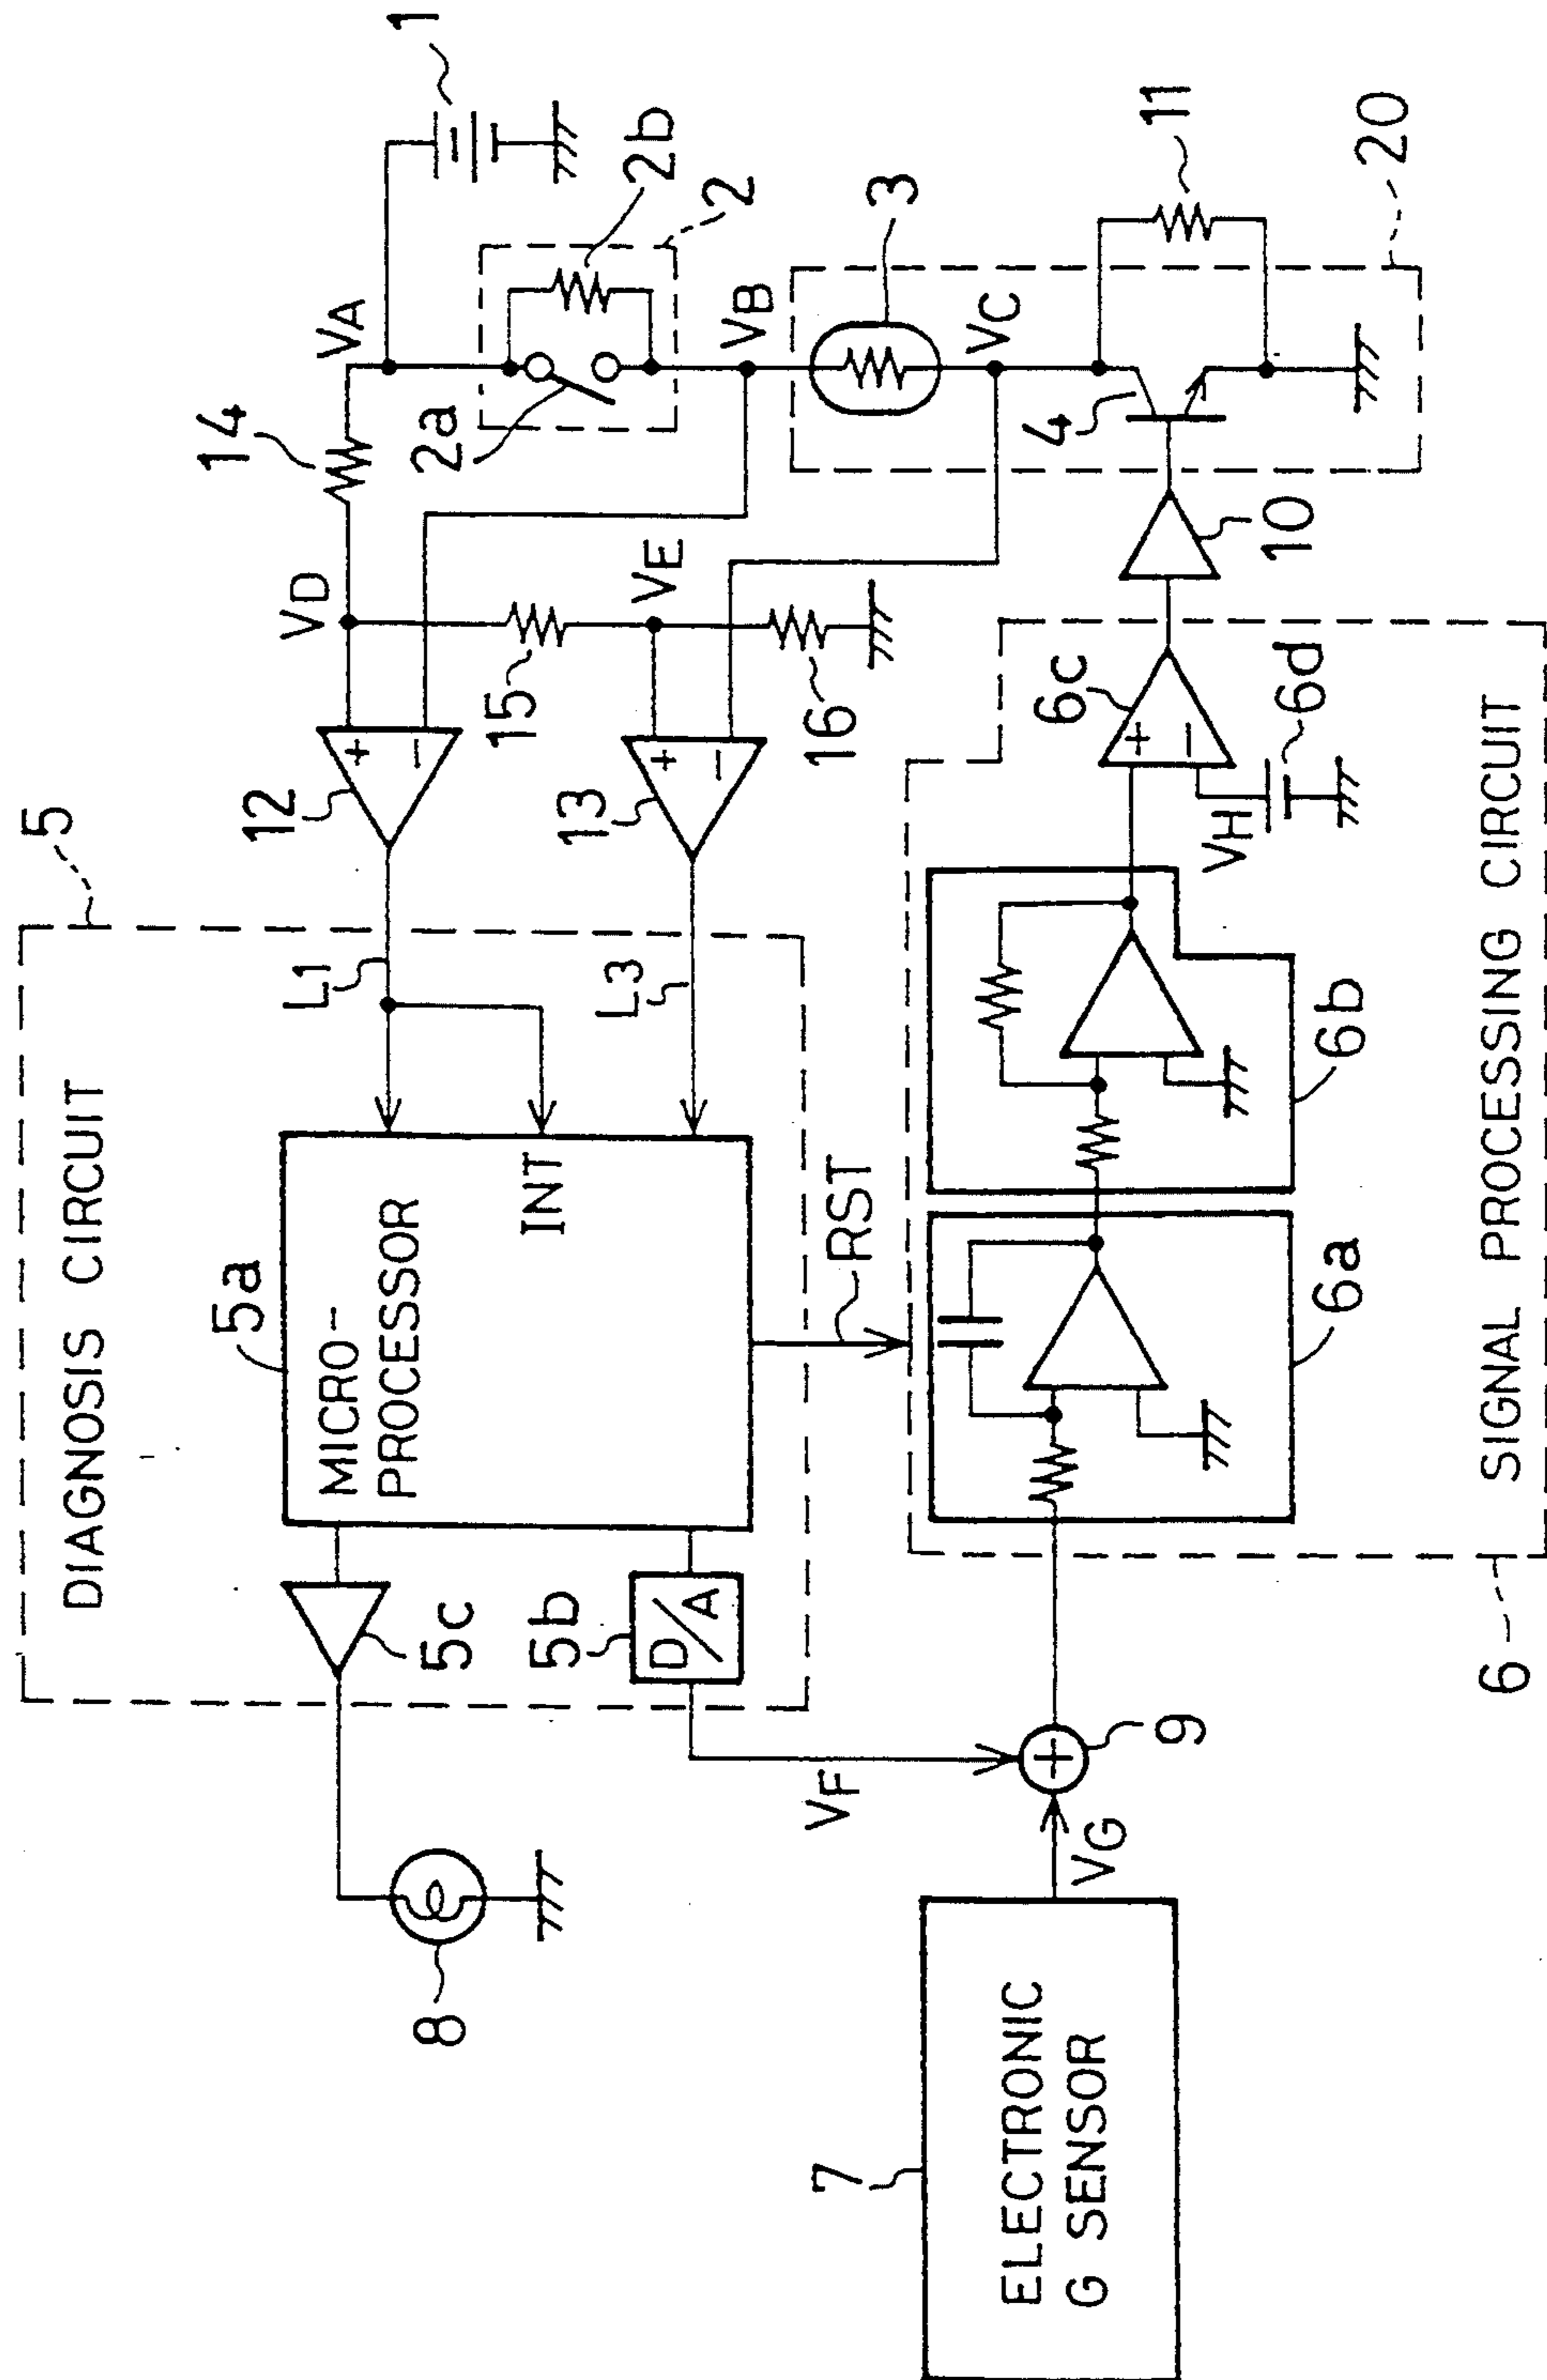 DIAGNOSIS CIRCUIT
5
5a
MICRO-
PROCESSOR
INT
5c
5b
D/A
8
L1
L3
12
+
−
13
+
−
14
VD
VA
1
15
VE
16
2a
2b
2
VB
3
VC
4
11
20
10
RST
VF
9
VG
7
ELECTRONIC
G SENSOR
6a
6b
6c
+
−
VH
6d
6
SIGNAL PROCESSING CIRCUIT